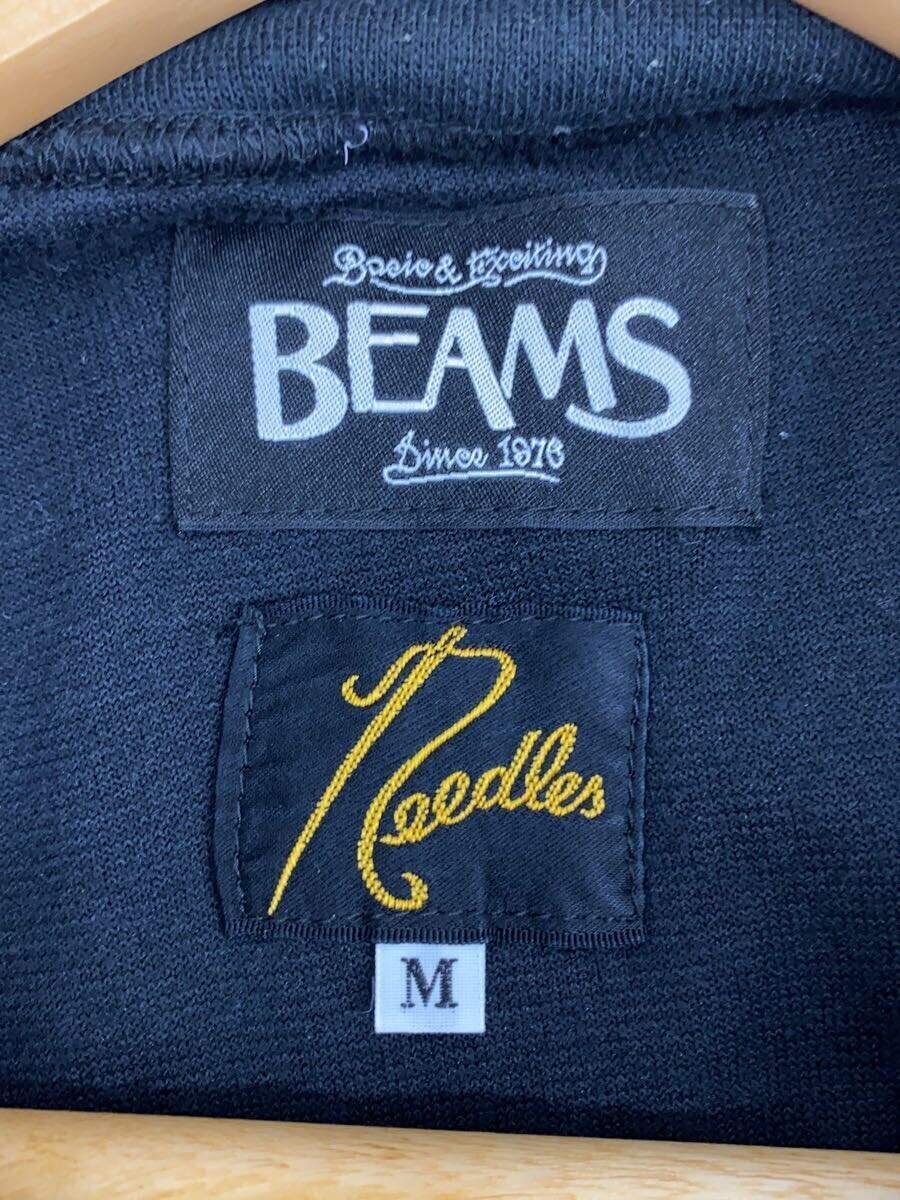 Basic & Exciting
BEAMS
Since 1976
Needles
M